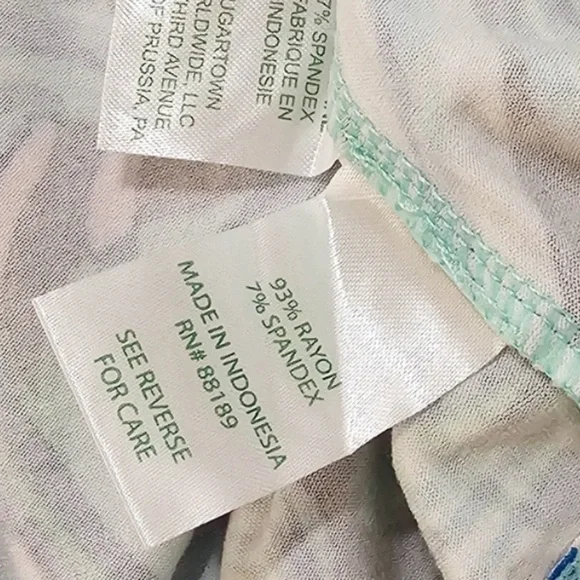 7% SPANDEX
FABRIQUE EN
INDONESIE
SUGARTOWN
WORLDWIDE, LLC
THIRD AVENUE
OF PRUSSIA, PA
93% RAYON
7% SPANDEX
MADE IN INDONESIA
RN# 88189
SEE REVERSE
FOR CARE